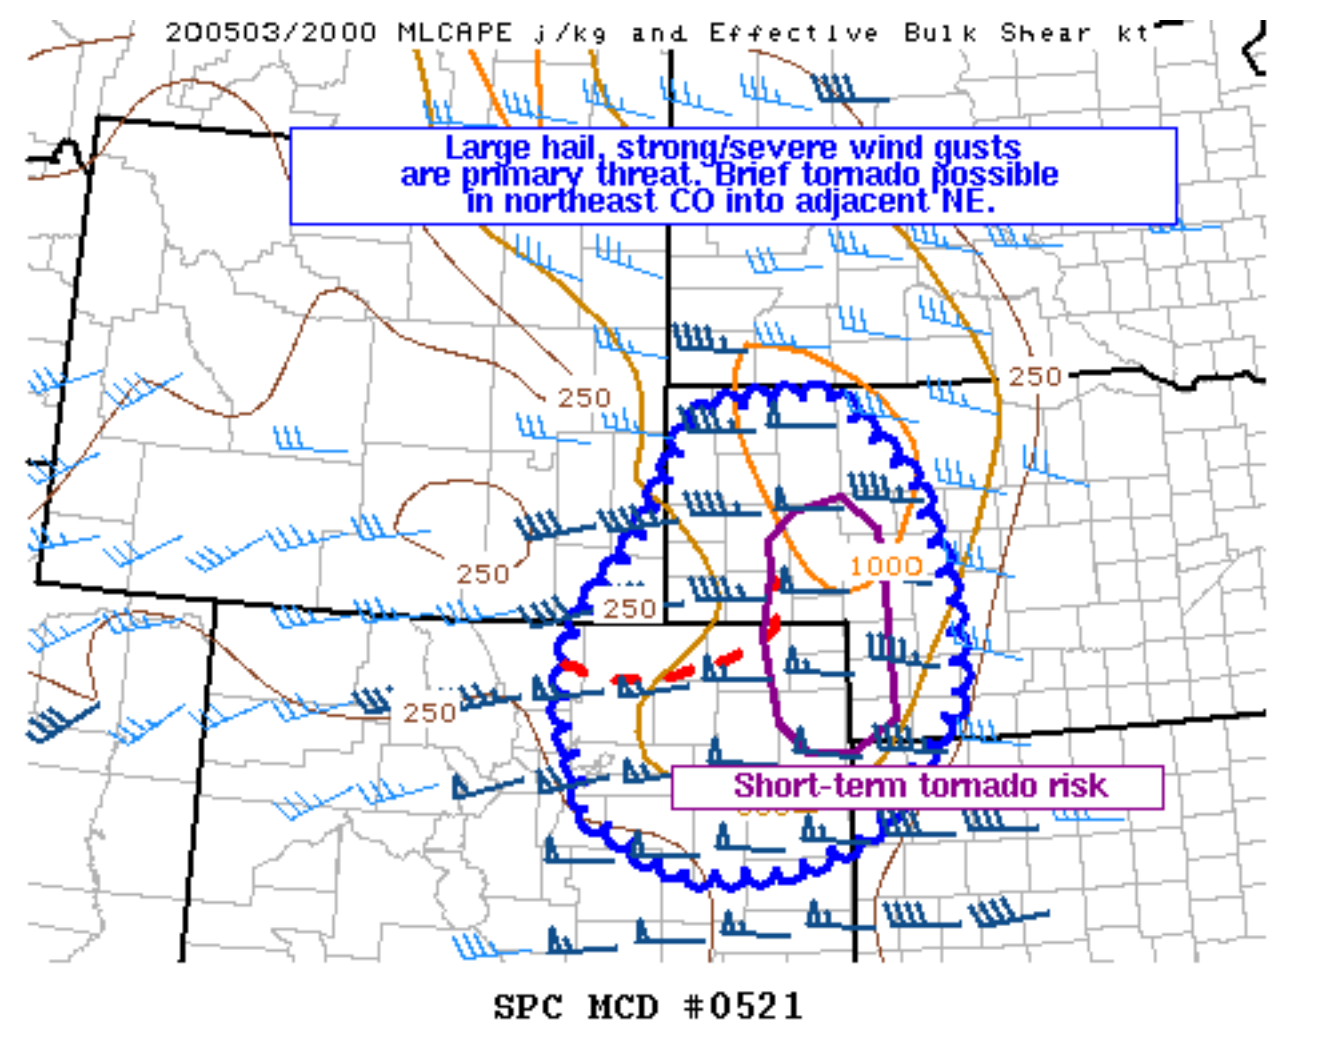 200503/2000 MLCAPE j/kg and Effective Bulk Shear kt
Large hail, strong/severe wind gusts
are primary threat. Brief tornado possible
in northeast CO into adjacent NE.
250
250
1000
250
250
250
Short-term tornado risk
SPC MCD #0521